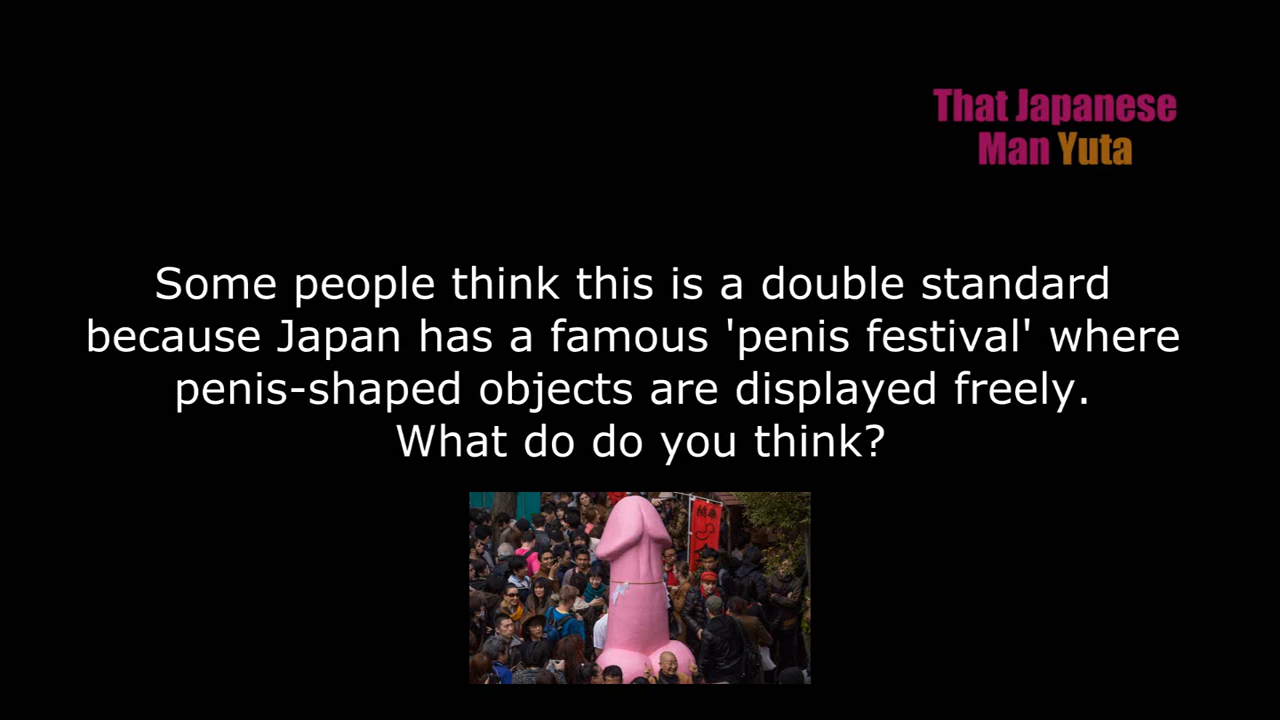 That Japanese
Man Yuta
Some people think this is a double standard
because Japan has a famous 'penis festival' where
penis-shaped objects are displayed freely.
What do do you think?